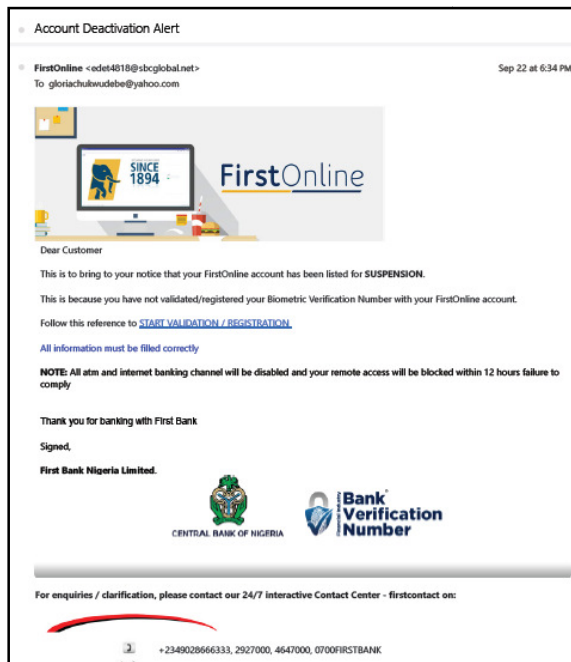 Account Deactivation Alert
FirstOnline <edet4818@sbcglobal.net>
Sep 22 at 6:34 PM
To gloriachukwudebe@yahoo.com
SINCE
1894
FirstOnline
Dear Customer
This is to bring to your notice that your FirstOnline account has been listed for SUSPENSION.
This is because you have not validated/registered your Biometric Verification Number with your FirstOnline account.
Follow this reference to START VALIDATION / REGISTRATION
All information must be filled correctly
NOTE: All atm and internet banking channel will be disabled and your remote access will be blocked within 12 hours failure to
comply
Thank you for banking with First Bank
Signed,
First Bank Nigeria Limited.
CENTRAL BANK OF NIGERIA
Financial Industry
Bank
Verification
Number
For enquiries / clarification, please contact our 24/7 interactive Contact Center - firstcontact on:
+2349028666333, 2927000, 4647000, 0700FIRSTBANK